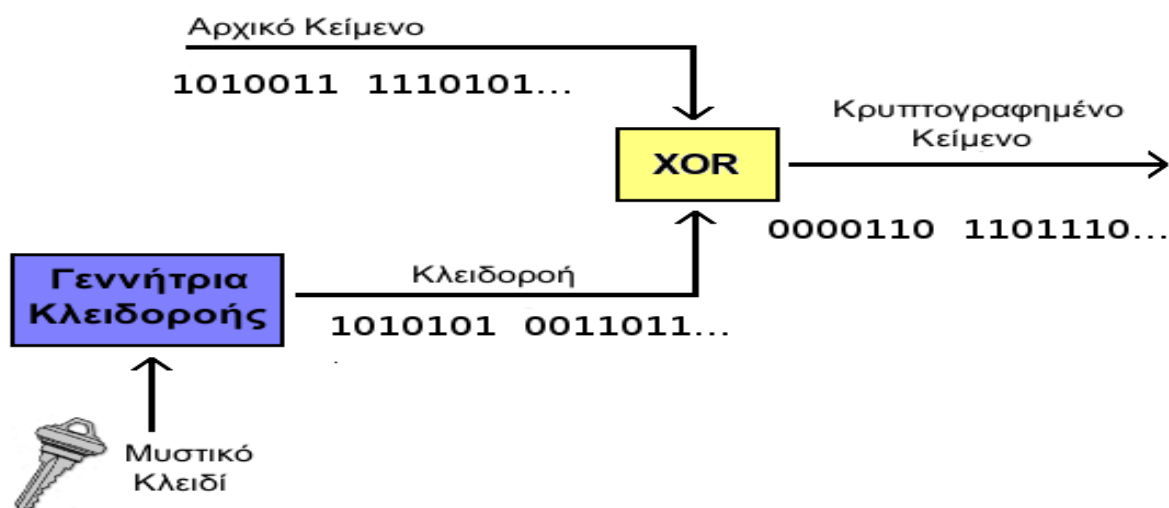 Αρχικό Κείμενο
1010011 1110101...
XOR
Κρυπτογραφημένο
Κείμενο
0000110 1101110...
Γεννήτρια
Κλειδοροής
Κλειδοροή
1010101 0011011...
Μυστικό
Κλειδί